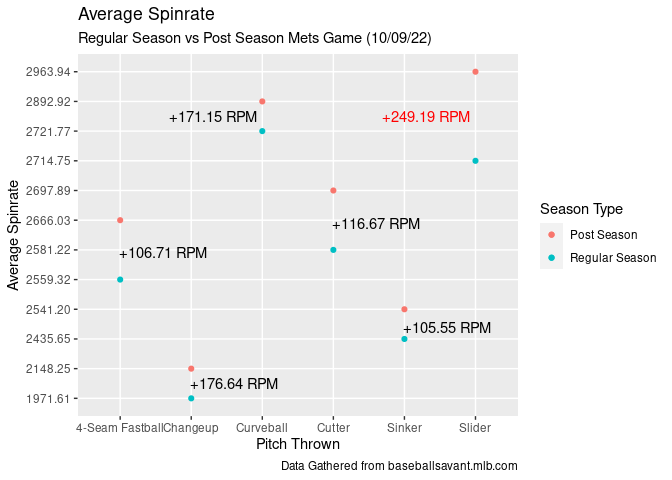 Average Spinrate
Regular Season vs Post Season Mets Game (10/09/22)
Average Spinrate
2963.94
2892.92
2721.77
2714.75
2697.89
2666.03
2581.22
2559.32
2541.20
2435.65
2148.25
1971.61
+171.15 RPM
+249.19 RPM
+116.67 RPM
+106.71 RPM
+105.55 RPM
+176.64 RPM
4-Seam Fastball Changeup Curveball Cutter Sinker Slider
Pitch Thrown
Season Type
Post Season
Regular Season
Data Gathered from baseballsavant.mlb.com